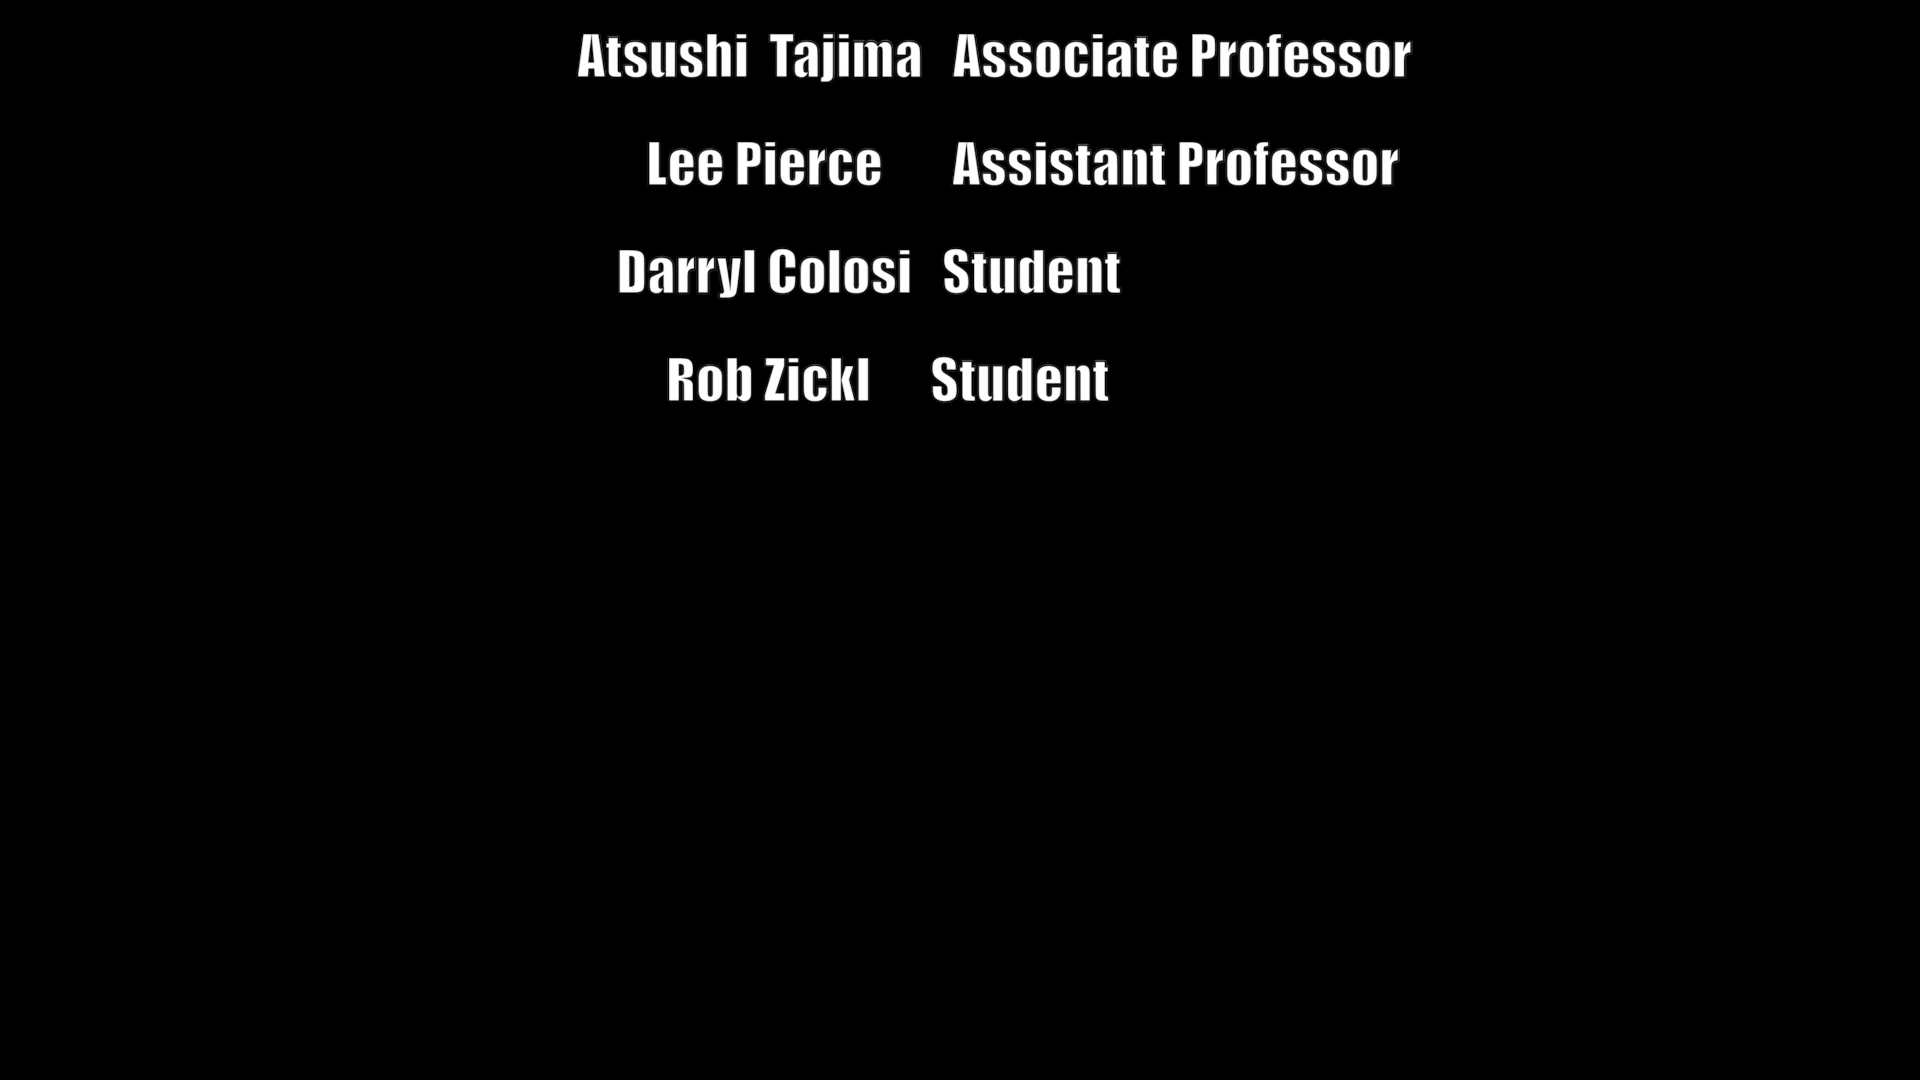 Atsushi Tajima Associate Professor
Lee Pierce Assistant Professor
Darryl Colosi Student
Rob Zickl Student